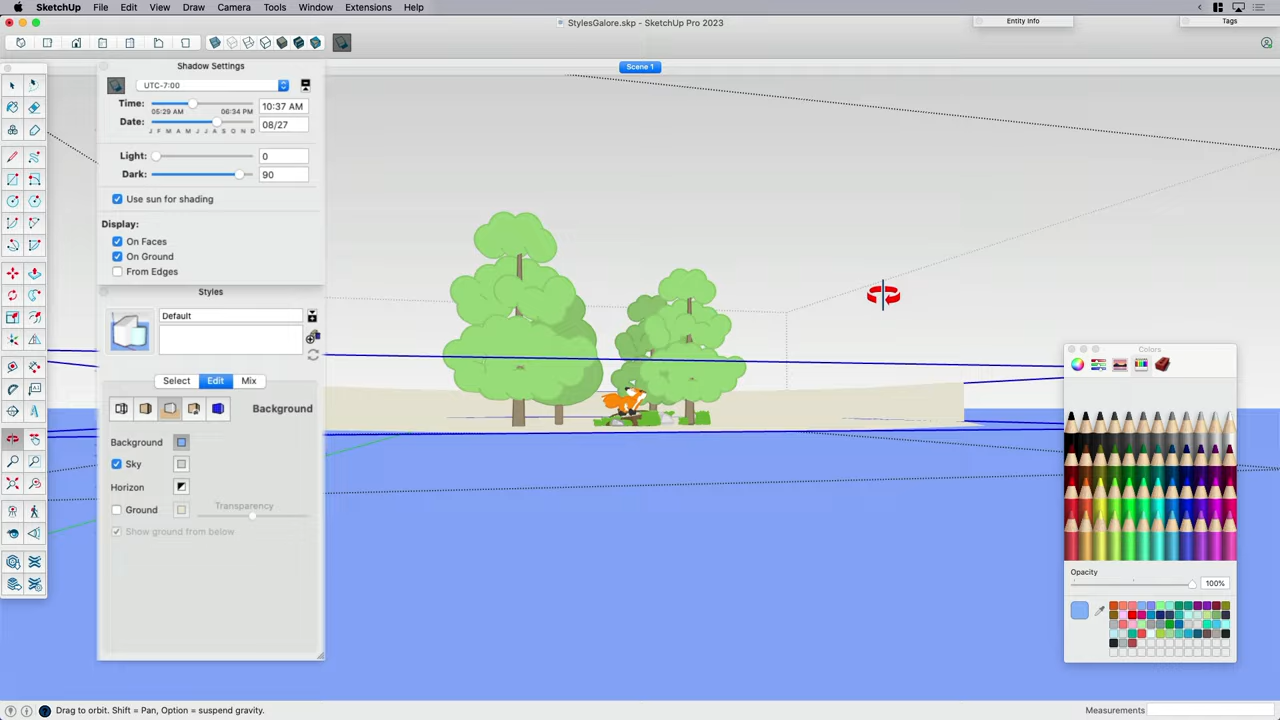 SketchUp File Edit View Draw Camera Tools Window Extensions Help
StylesGalore.skp - SketchUp Pro 2023
Entity Info
Tags
Scene 1
Shadow Settings
UTC-7:00
Time: 10:37 AM
05:29 AM 06:34 PM
Date: 08/27
J F M A M J J A S O N D
Light: 0
Dark: 90
Use sun for shading
Display:
On Faces
On Ground
From Edges
Styles
Default
Select Edit Mix
Background
Background
Sky
Horizon
Ground
Transparency
Show ground from below
Colors
Opacity
100%
Drag to orbit. Shift = Pan, Option = suspend gravity.
Measurements